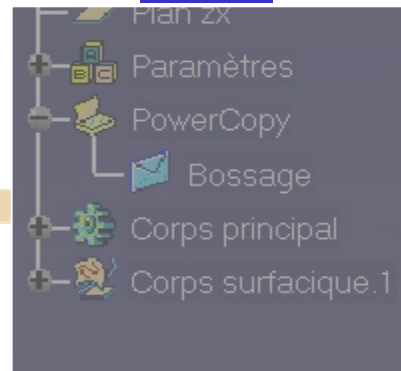 Plan zx
Paramètres
PowerCopy
Bossage
Corps principal
Corps surfacique.1